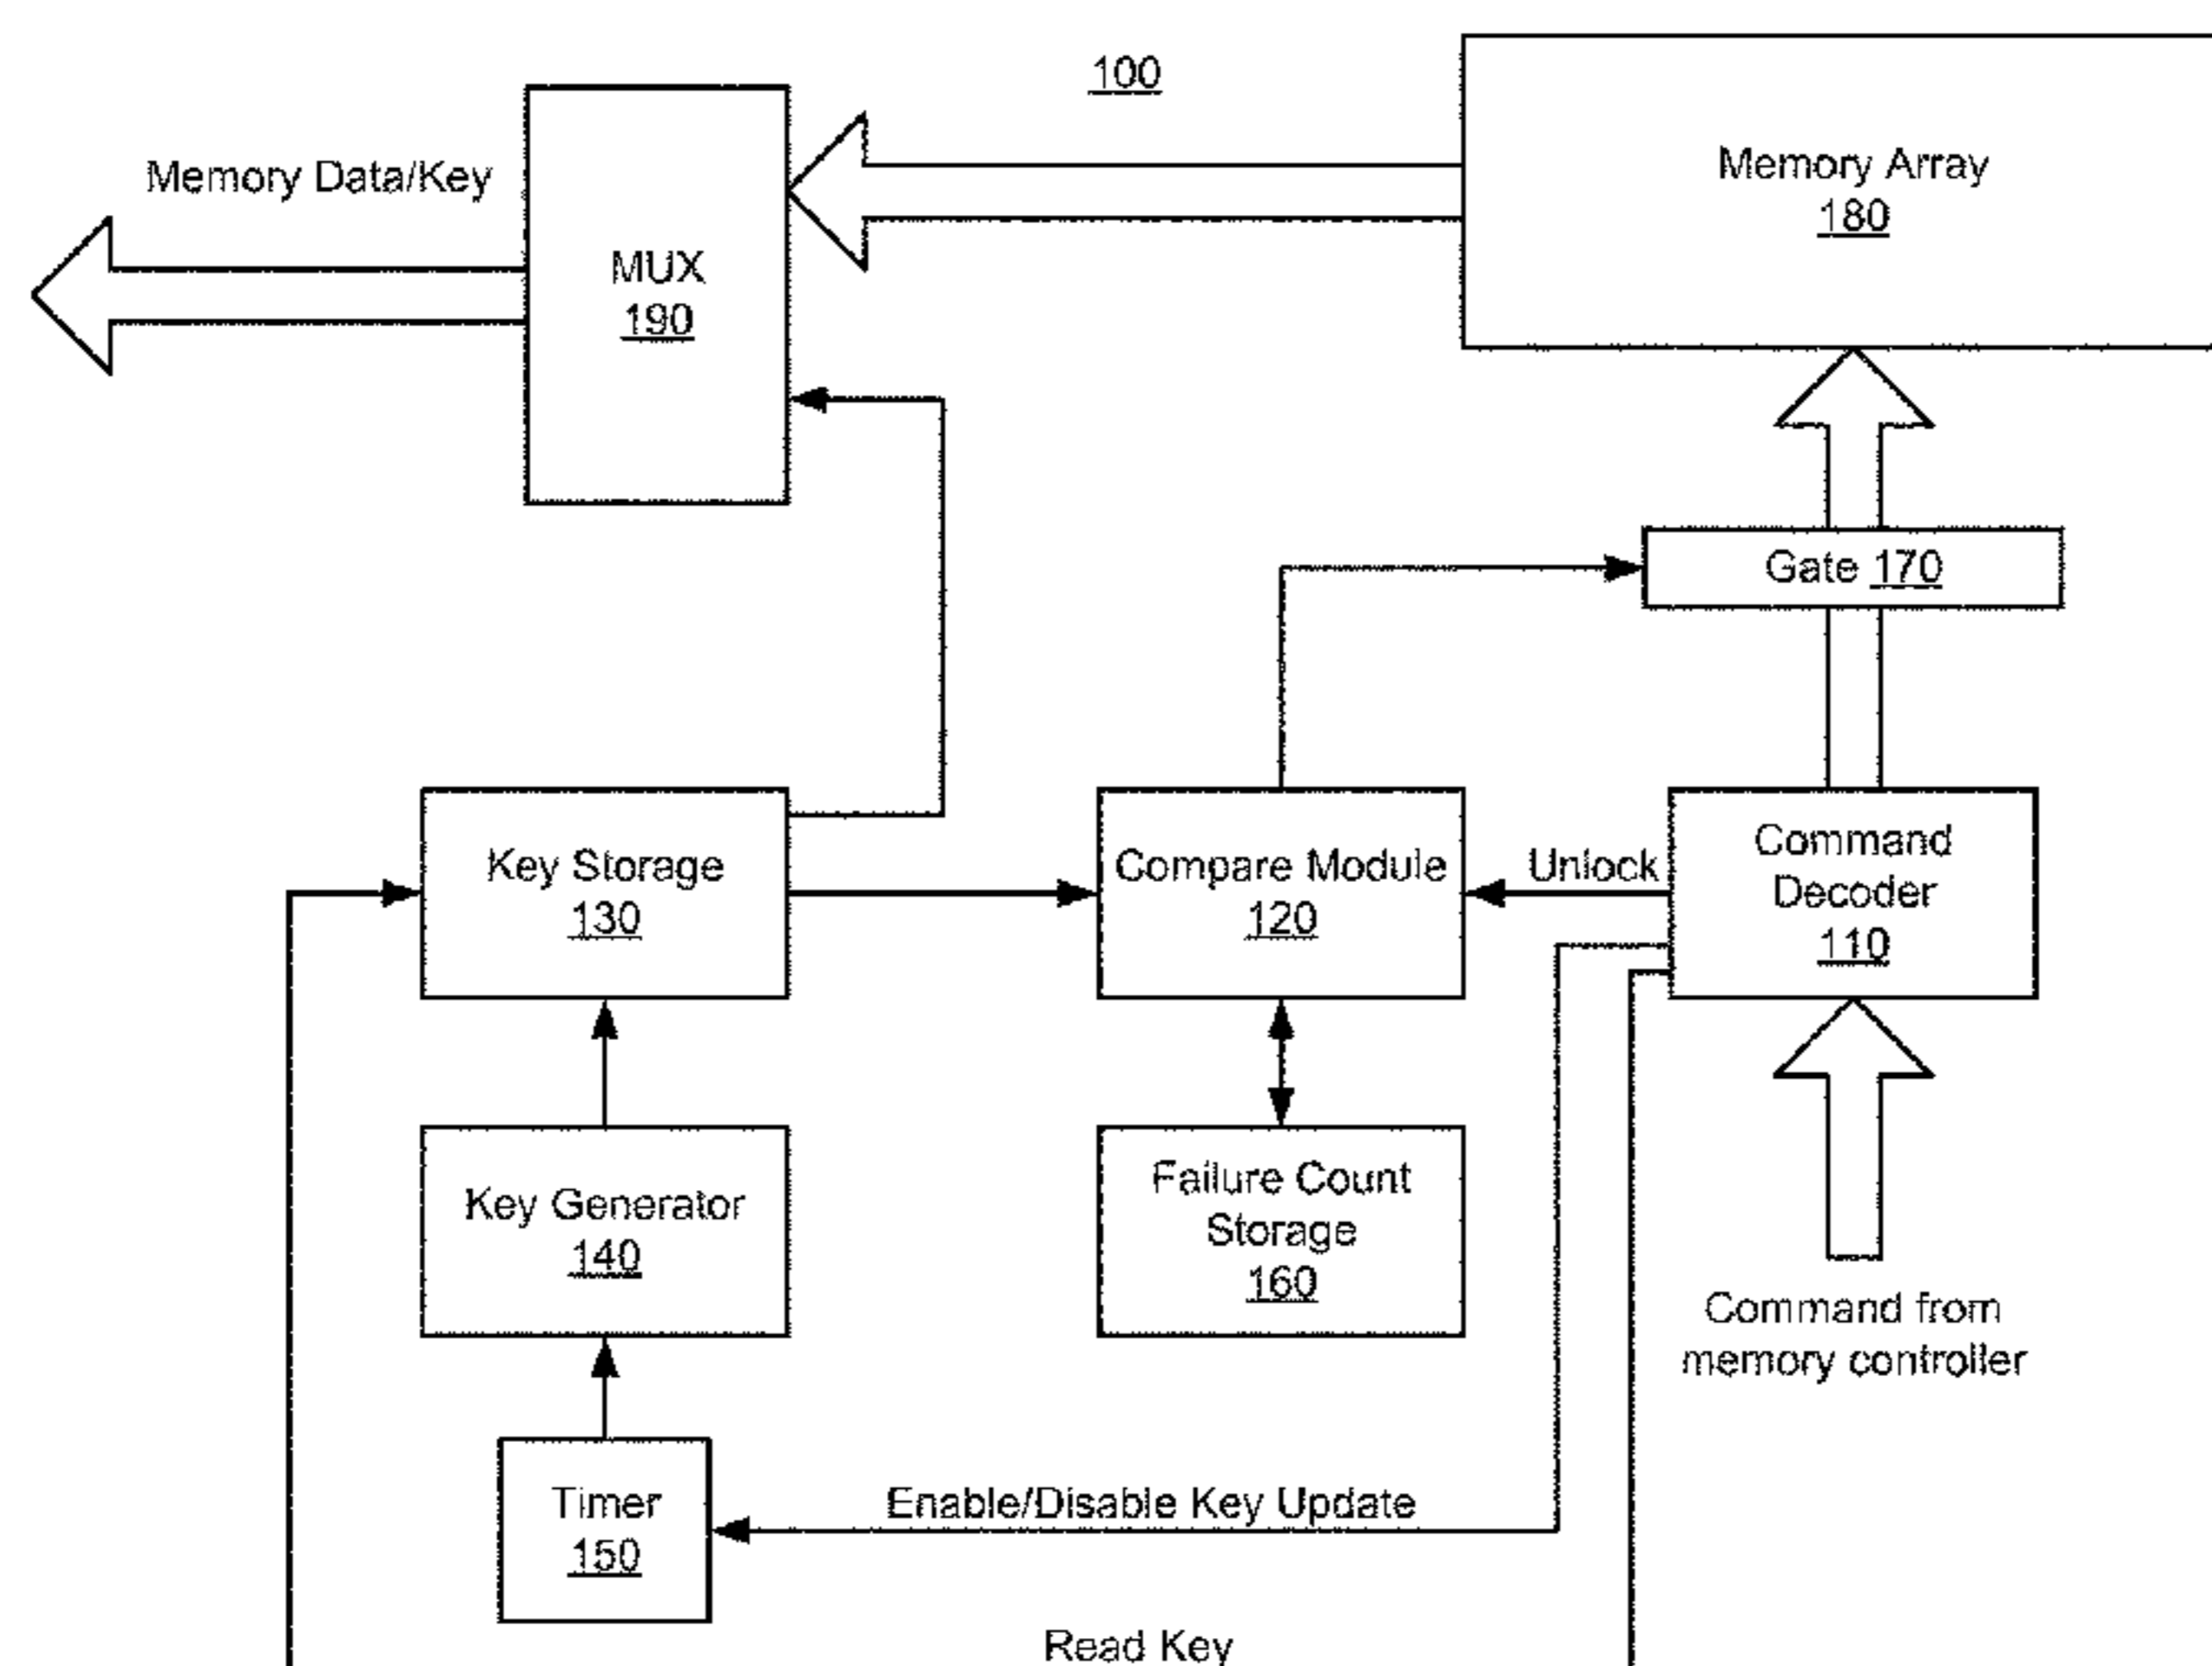 100
Memory Array
180
Memory Data/Key
MUX
190
Gate 170
Key Storage
130
Compare Module
120
Unlock
Command
Decoder
110
Key Generator
140
Failure Count
Storage
160
Command from
memory controller
Timer
150
Enable/Disable Key Update
Read Key